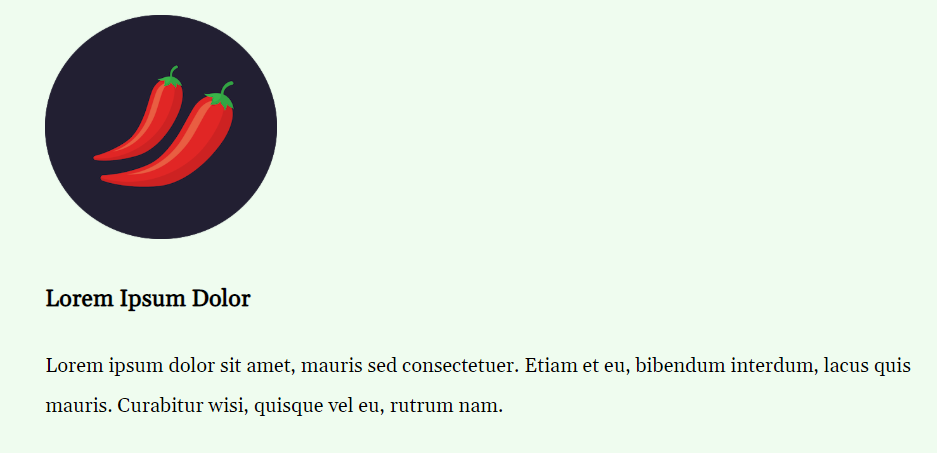 Lorem Ipsum Dolor
Lorem ipsum dolor sit amet, mauris sed consectetuer. Etiam et eu, bibendum interdum, lacus quis
mauris. Curabitur wisi, quisque vel eu, rutrum nam.